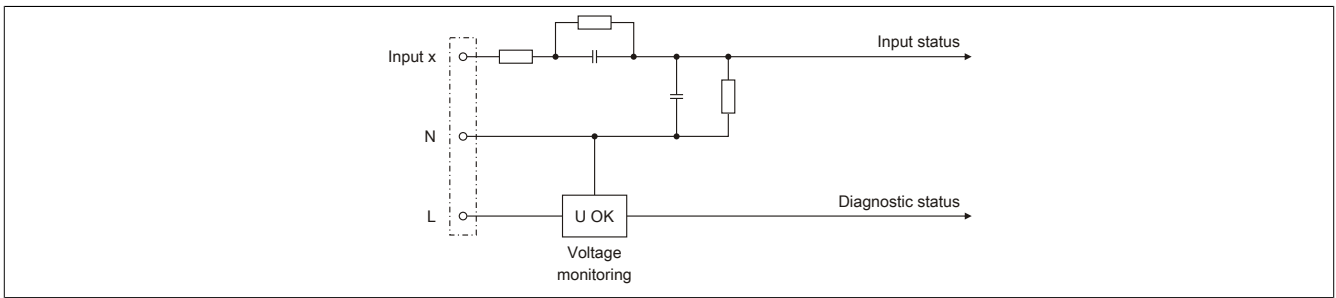 Input status
Input x
N
Diagnostic status
L
U OK
Voltage
monitoring